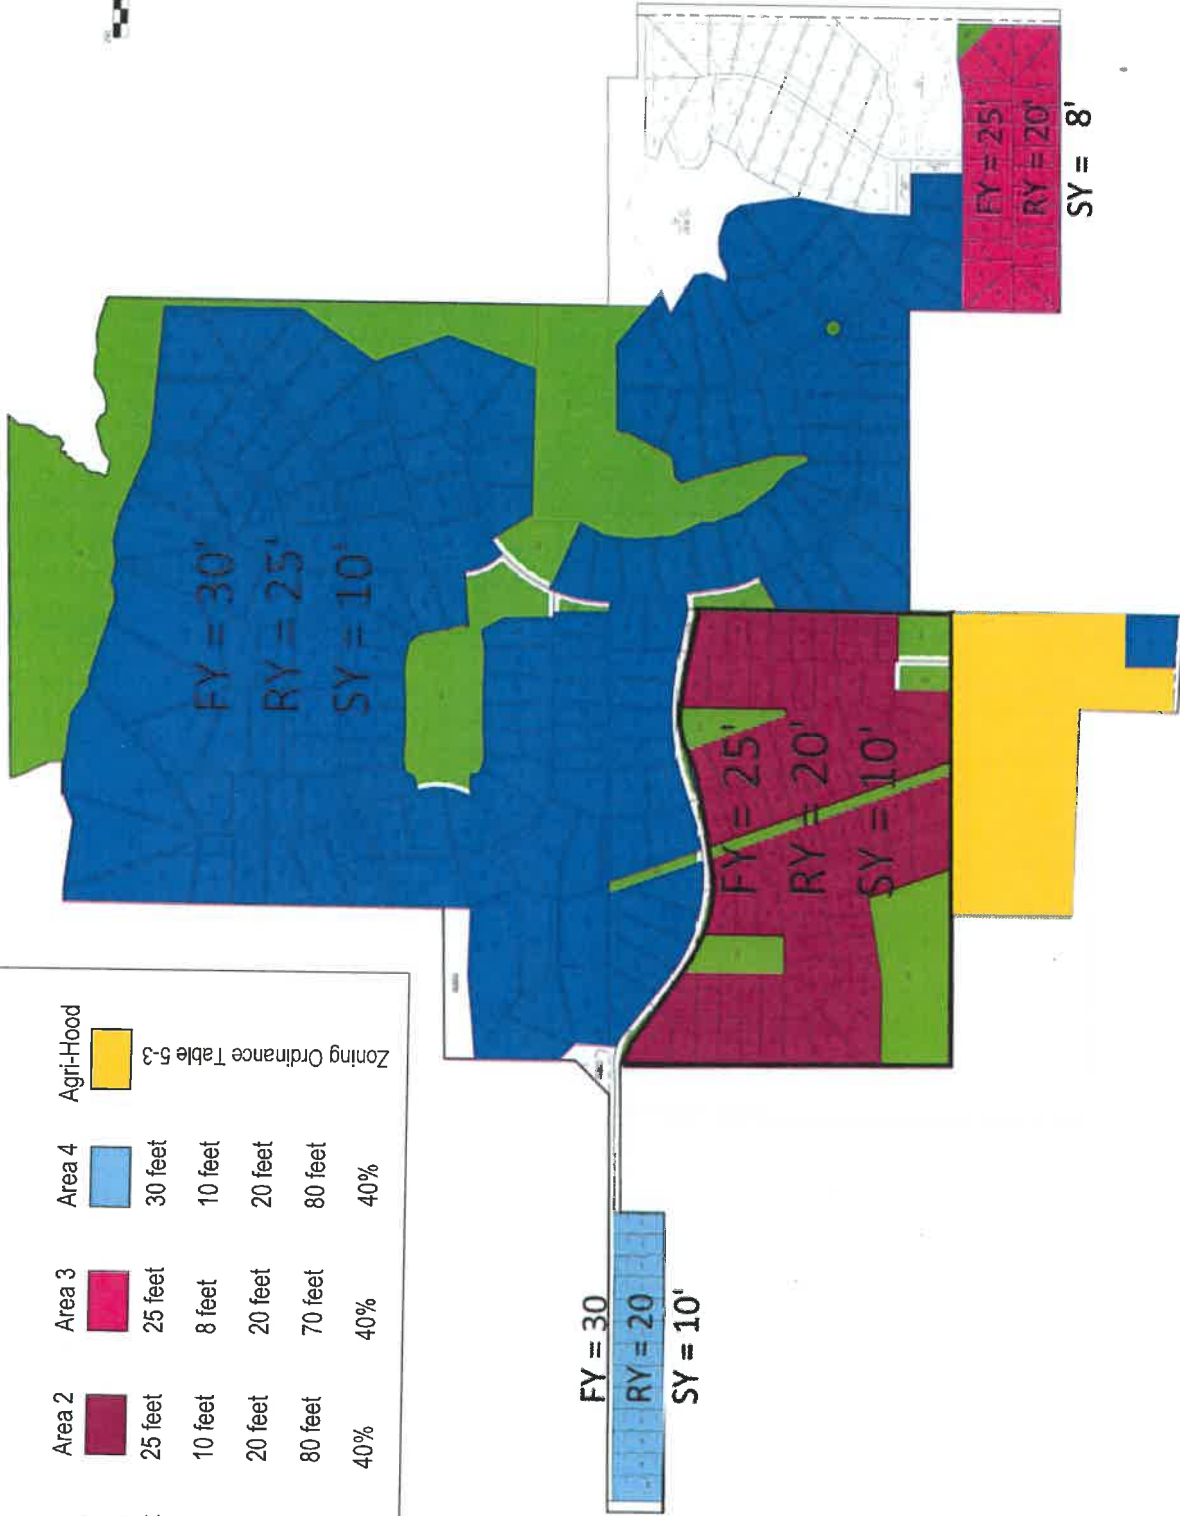 Area 2 Area 3 Area 4 Agri-Hood
25 feet 25 feet 30 feet Zoning Ordinance Table 5-3
10 feet 8 feet 10 feet
20 feet 20 feet 20 feet
80 feet 70 feet 80 feet
40% 40% 40%
FY = 30'
RY = 25'
SY = 10'
FY = 25'
RY = 20'
SY = 10'
FY = 25'
RY = 20'
SY = 8'
FY = 30
RY = 20
SY = 10'